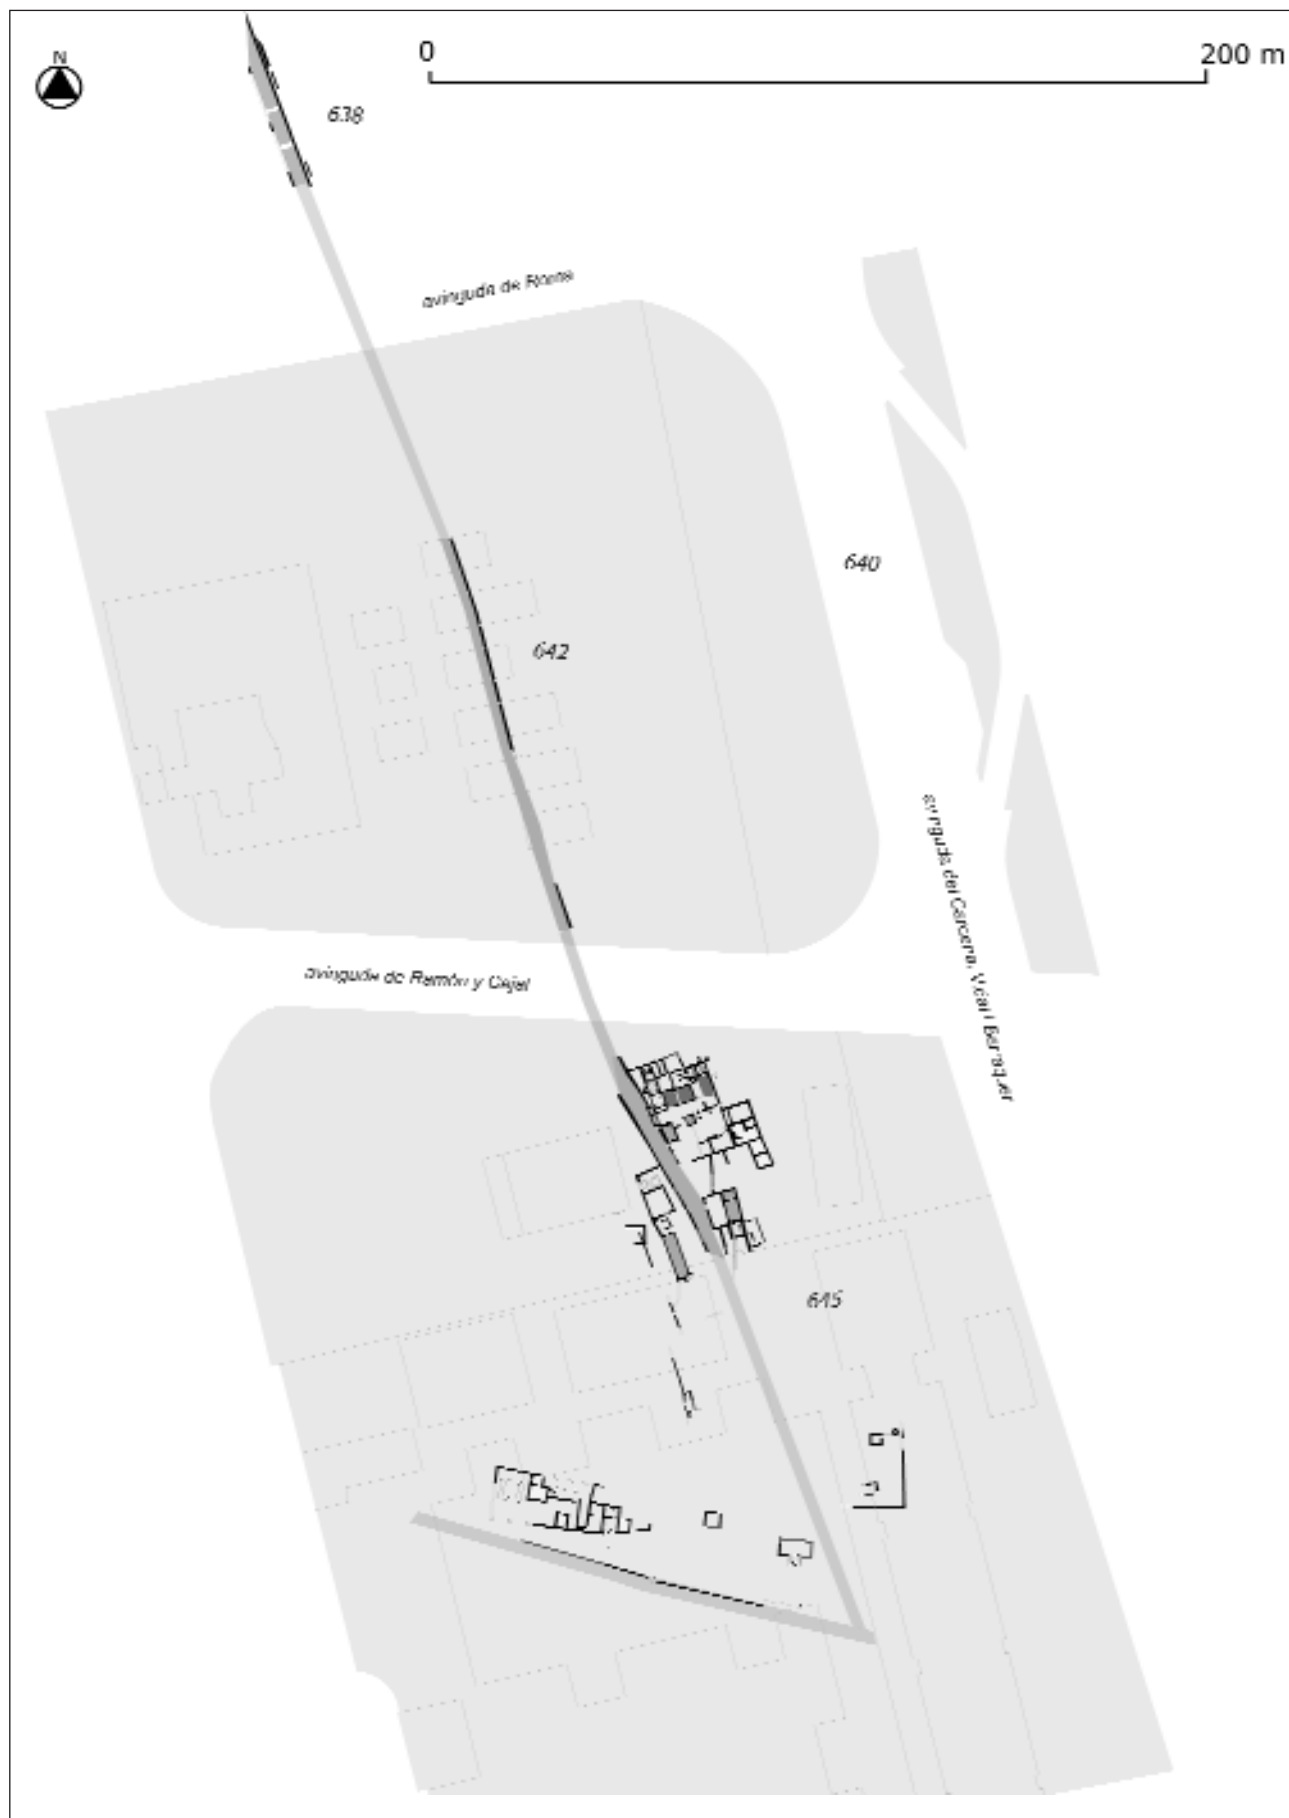 N
0
200 m
638
avinguda de Roma
640
642
avinguda del Cardenal Vidal i Barraquer
avinguda de Ramón y Cajal
645